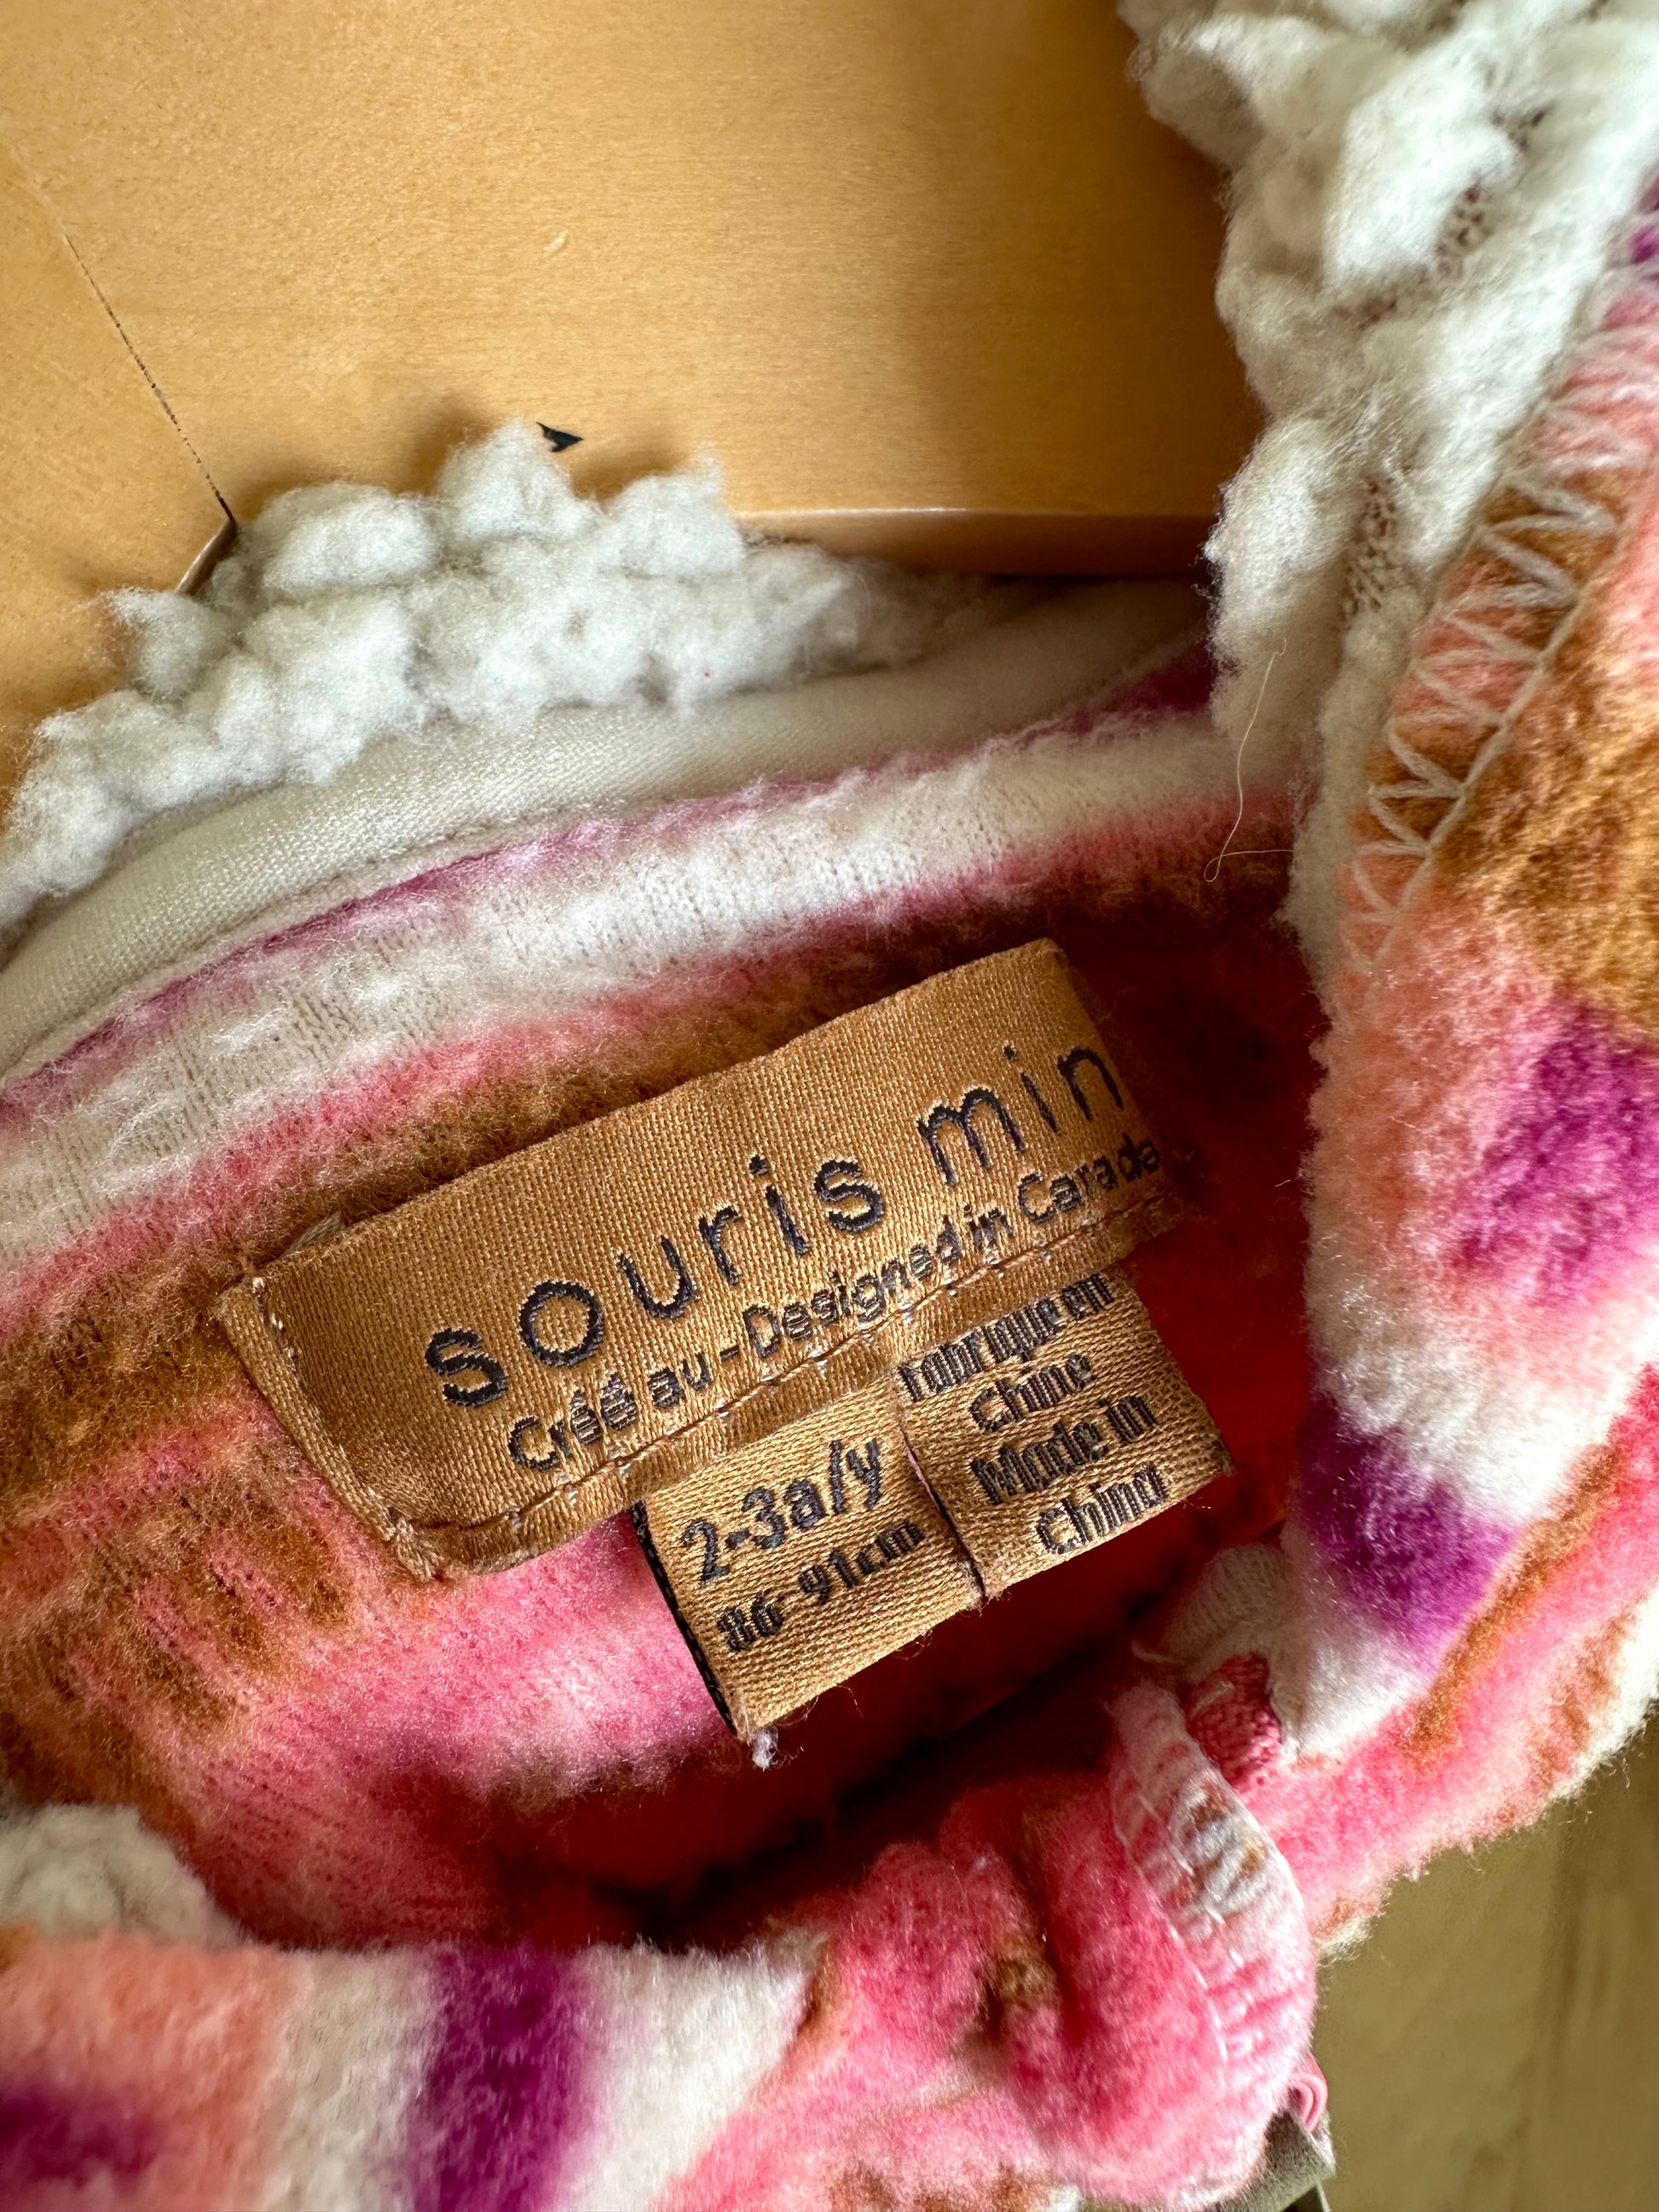 souris min
Créé au - Designed in Canada
2-3a/y
86-91cm
Fabriqué en
Chine
Made in
China